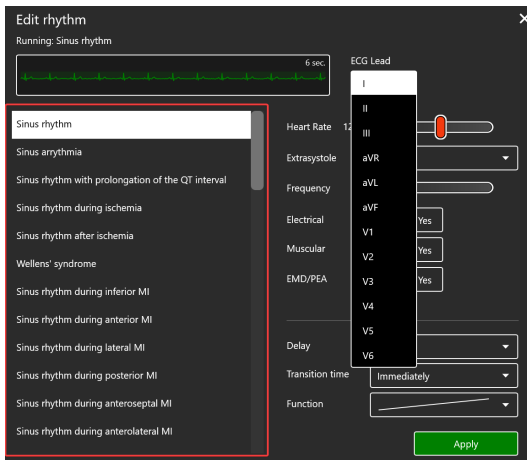 Edit rhythm
Running: Sinus rhythm
6 sec.
ECG Lead
I
II
III
aVR
aVL
aVF
V1
V2
V3
V4
V5
V6
Sinus rhythm
Sinus arrythmia
Sinus rhythm with prolongation of the QT interval
Sinus rhythm during ischemia
Sinus rhythm after ischemia
Wellens' syndrome
Sinus rhythm during inferior MI
Sinus rhythm during anterior MI
Sinus rhythm during lateral MI
Sinus rhythm during posterior MI
Sinus rhythm during anteroseptal MI
Sinus rhythm during anterolateral MI
Heart Rate
Extrasystole
Frequency
Electrical Yes
Muscular Yes
EMD/PEA Yes
Delay
Transition time Immediately
Function
Apply